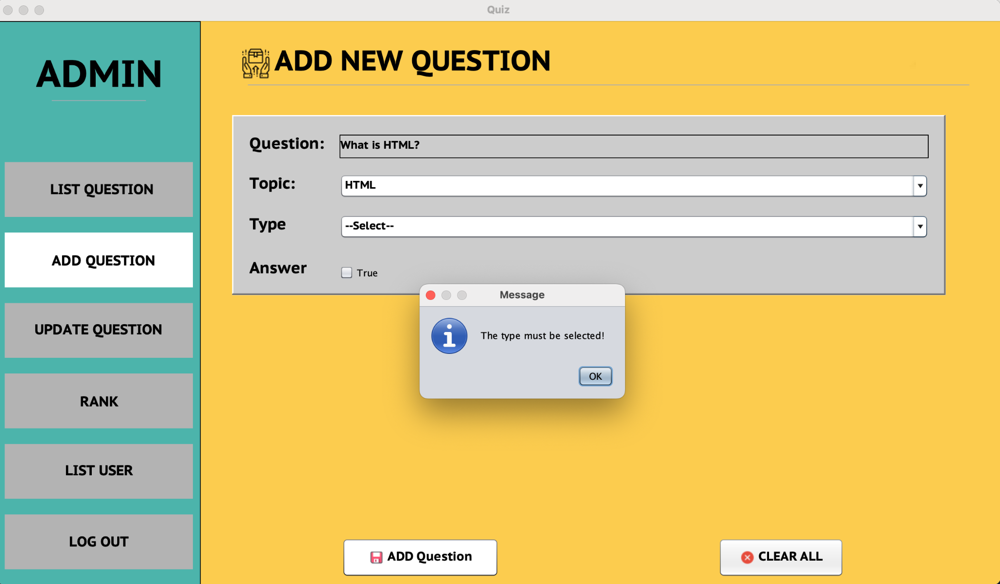 Quiz
ADMIN
LIST QUESTION
ADD QUESTION
UPDATE QUESTION
RANK
LIST USER
LOG OUT
ADD NEW QUESTION
Question: What is HTML?
Topic: HTML
Type --Select--
Answer True
Message
The type must be selected!
OK
ADD Question
CLEAR ALL